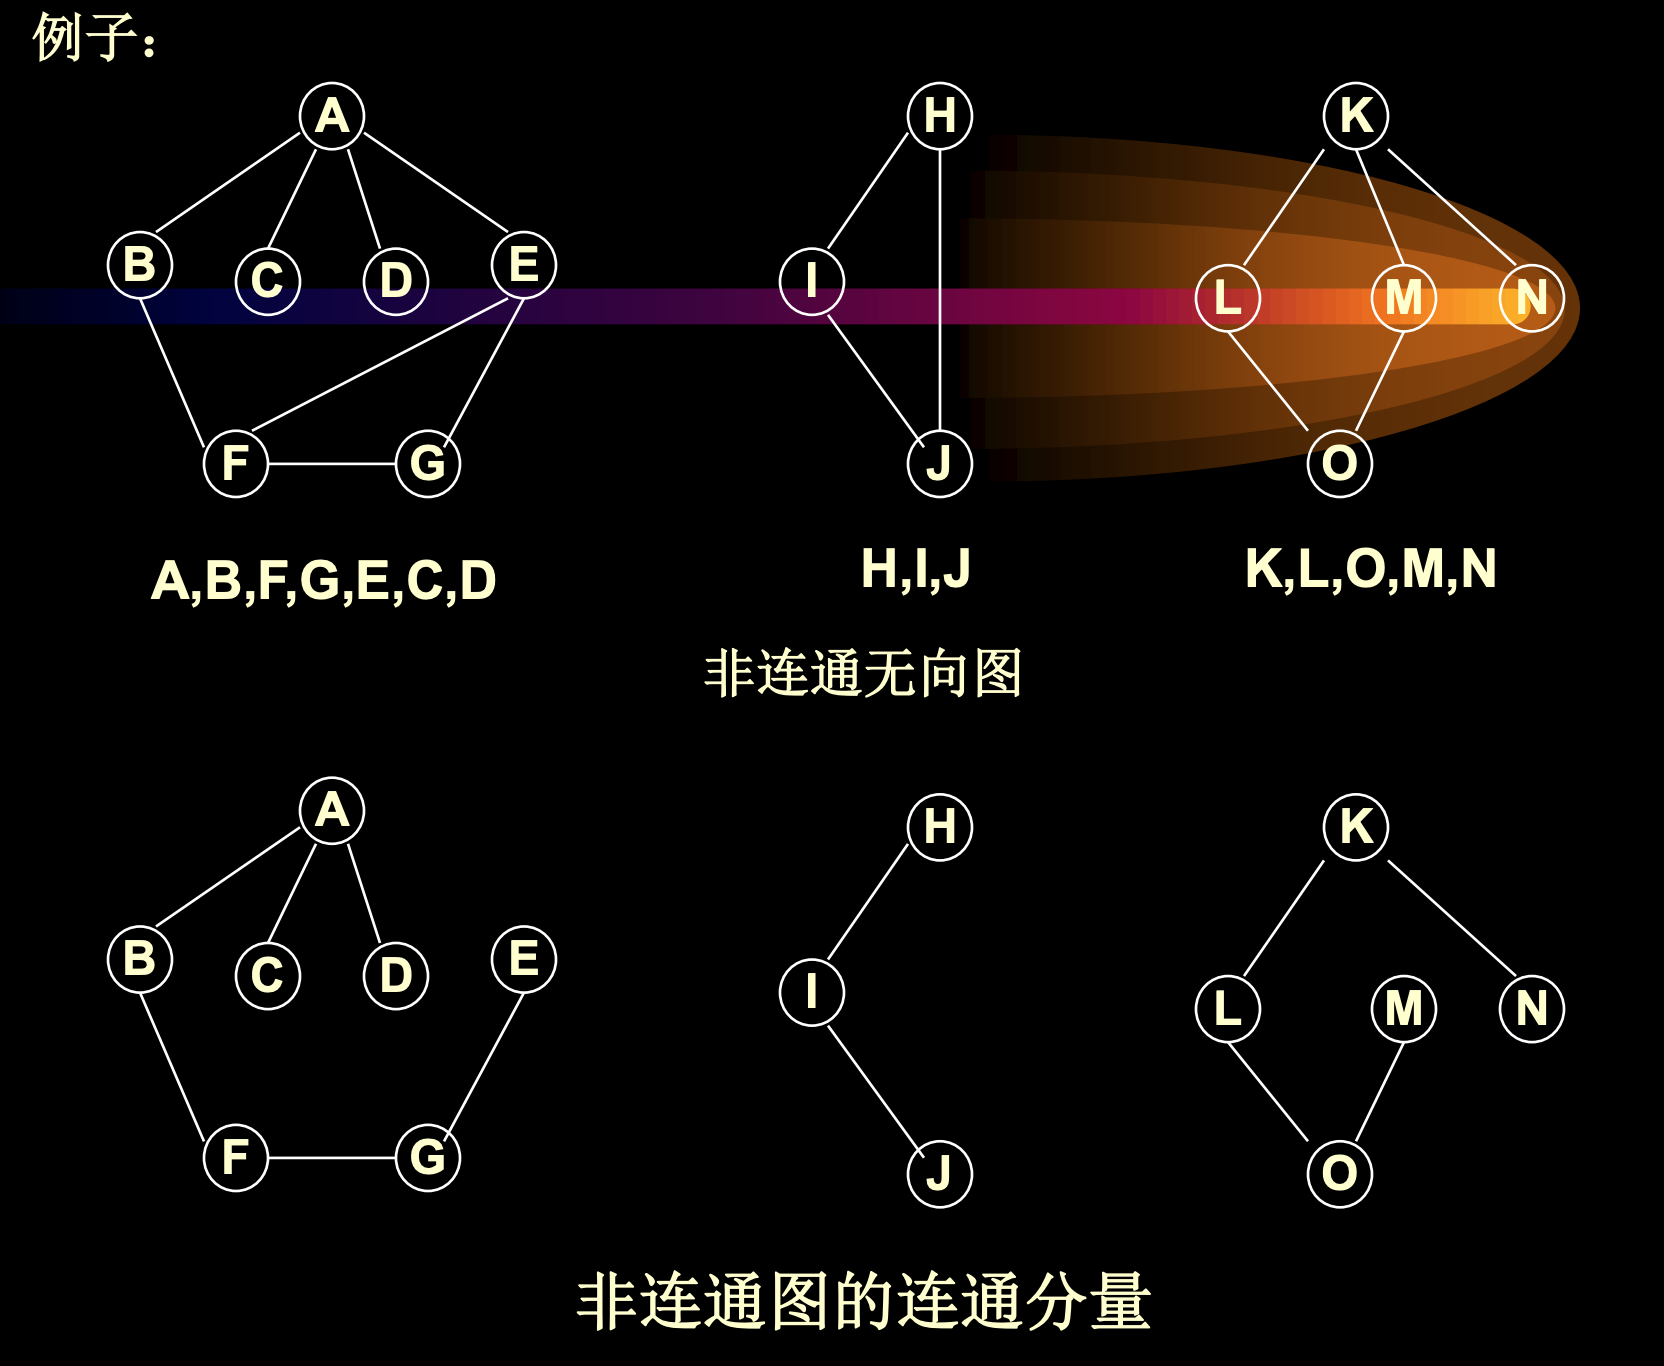 例子：
A H K
B C D E I L M N
F G J O
A,B,F,G,E,C,D H,I,J K,L,O,M,N
非连通无向图
A H K
B C D E I L M N
F G J O
非连通图的连通分量